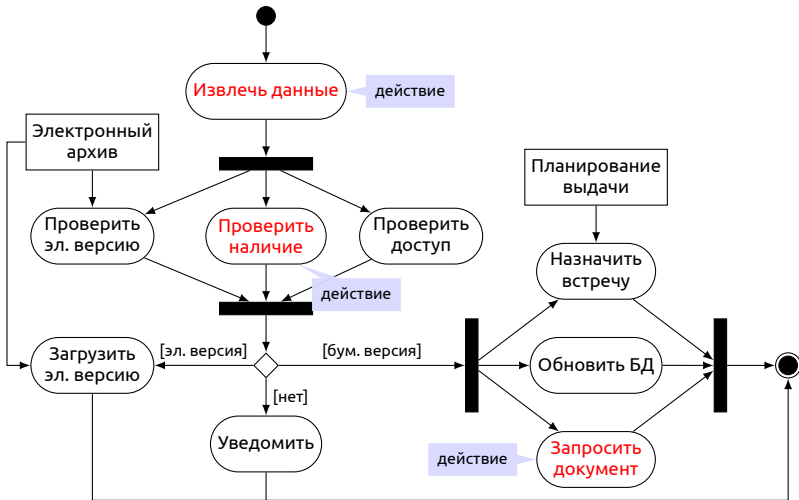 Извлечь данные
действие
Электронный
архив
Планирование
выдачи
Проверить
эл. версию
Проверить
наличие
Проверить
доступ
Назначить
встречу
действие
Загрузить
эл. версию
[эл. версия]
[бум. версия]
Обновить БД
[нет]
Уведомить
действие
Запросить
документ